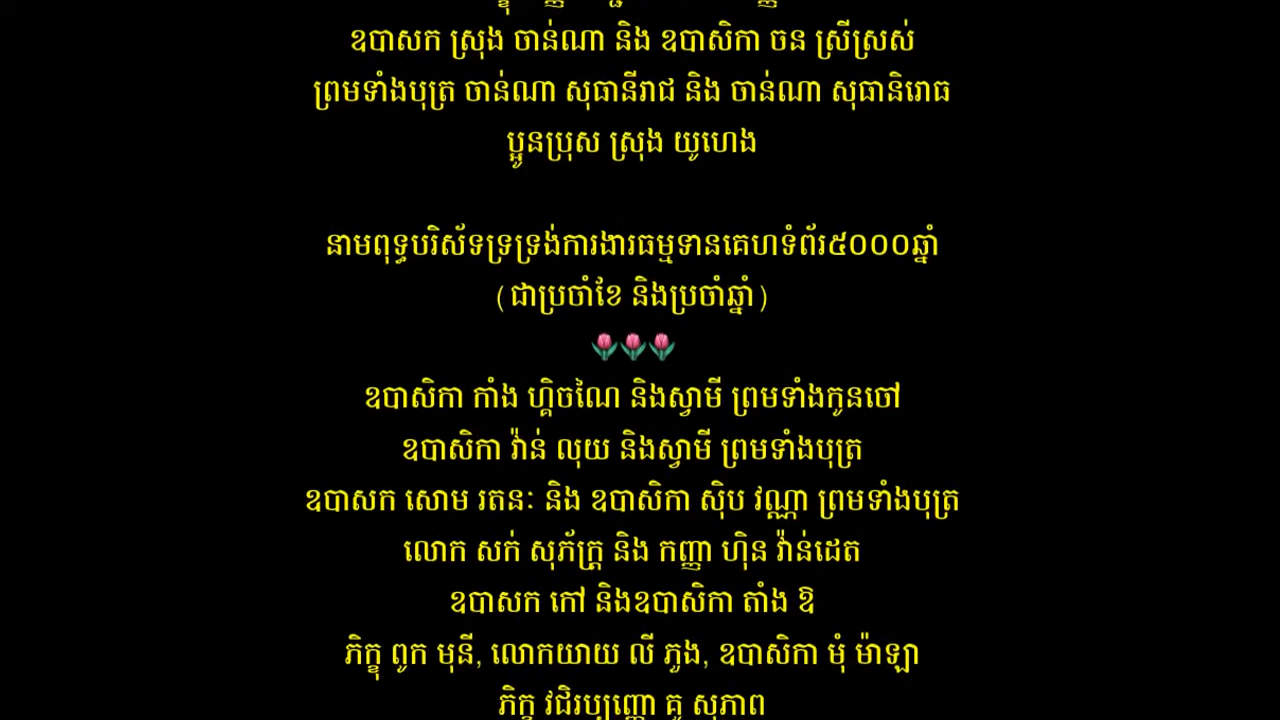 ឧបាសក ស្រុង ចាន់ណា និង ឧបាសិកា ចន ស្រីស្រស់
ព្រមទាំងបុត្រ ចាន់ណា សុធានីរាជ និង ចាន់ណា សុធានិរោធ
ប្អូនប្រុស ស្រុង យូហេង
នាមពុទ្ធបរិស័ទទ្រទ្រង់ការងារធម្មទានគេហទំព័រ៥០០០ឆ្នាំ
(ជាប្រចាំខែ និងប្រចាំឆ្នាំ)
🌷🌷🌷
ឧបាសិកា កាំង ហ្គិចណៃ និងស្វាមី ព្រមទាំងកូនចៅ
ឧបាសិកា វ៉ាន់ លុយ និងស្វាមី ព្រមទាំងបុត្រ
ឧបាសក សោម រតនៈ និង ឧបាសិកា ស៊ិប វណ្ណា ព្រមទាំងបុត្រ
លោក សក់ សុភ័ក្ត្រ និង កញ្ញា ហ៊ិន វ៉ាន់ដេត
ឧបាសក កៅ និងឧបាសិកា តាំង ឱ
ភិក្ខុ ពូក មុនី, លោកយាយ លី ភួង, ឧបាសិកា មុំ ម៉ាឡា
ភិក្ខុ វជិរប្បញ្ញោ គួ សុភាព